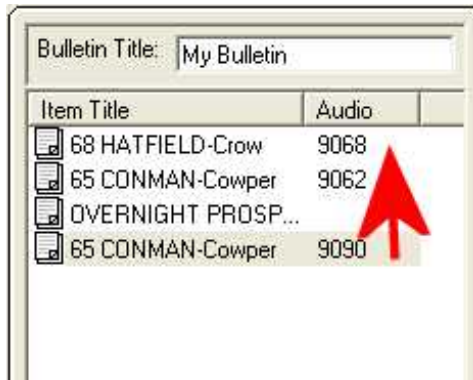 Bulletin Title: My Bulletin
Item Title Audio
68 HATFIELD-Crow 9068
65 CONMAN-Cowper 9062
OVERNIGHT PROSP...
65 CONMAN-Cowper 9090